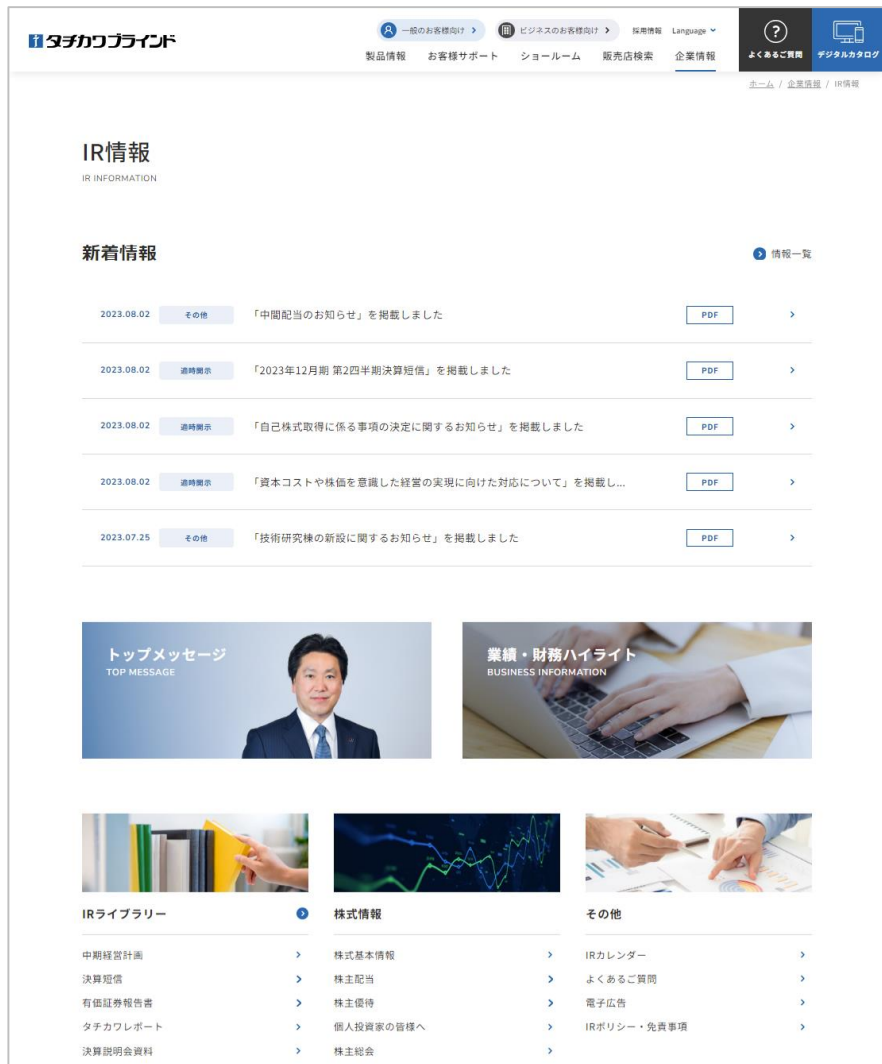 タチカワブラインド
一般のお客様向け
ビジネスのお客様向け
採用情報
Language
製品情報
お客様サポート
ショールーム
販売店検索
企業情報
?
よくあるご質問
デジタルカタログ
ホーム / 企業情報 / IR情報
IR情報
IR INFORMATION
新着情報
情報一覧
2023.08.02 その他 「中間配当のお知らせ」を掲載しました PDF
2023.08.02 適時開示 「2023年12月期 第2四半期決算短信」を掲載しました PDF
2023.08.02 適時開示 「自己株式取得に係る事項の決定に関するお知らせ」を掲載しました PDF
2023.08.02 適時開示 「資本コストや株価を意識した経営の実現に向けた対応について」を掲載し... PDF
2023.07.25 その他 「技術研究棟の新設に関するお知らせ」を掲載しました PDF
トップメッセージ
TOP MESSAGE
業績・財務ハイライト
BUSINESS INFORMATION
IRライブラリー
中期経営計画
決算短信
有価証券報告書
タチカワレポート
決算説明会資料
株式情報
株式基本情報
株主配当
株主優待
個人投資家の皆様へ
株主総会
その他
IRカレンダー
よくあるご質問
電子広告
IRポリシー・免責事項